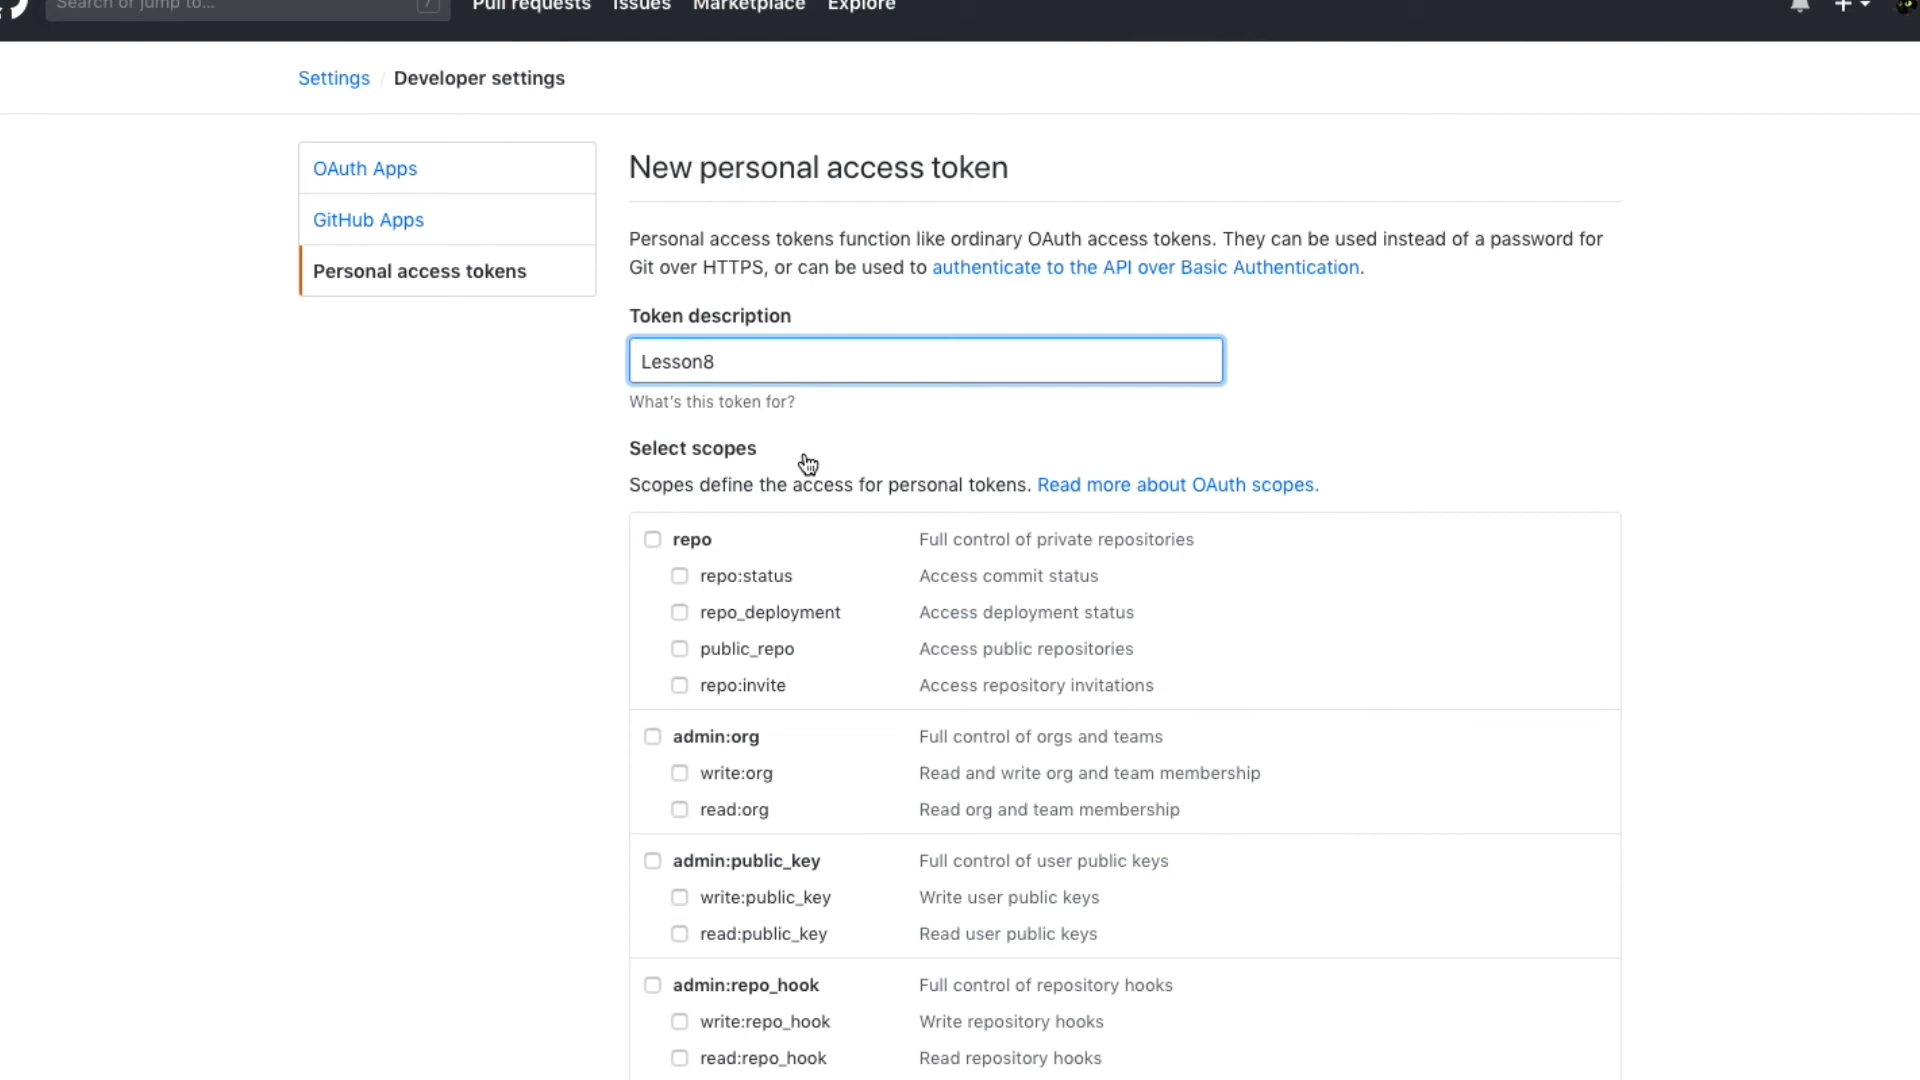 Search or jump to...
/
Pull requests Issues Marketplace Explore
Settings / Developer settings
OAuth Apps
GitHub Apps
Personal access tokens
New personal access token
Personal access tokens function like ordinary OAuth access tokens. They can be used instead of a password for
Git over HTTPS, or can be used to authenticate to the API over Basic Authentication.
Token description
Lesson8
What's this token for?
Select scopes
Scopes define the access for personal tokens. Read more about OAuth scopes.
repo Full control of private repositories
repo:status Access commit status
repo_deployment Access deployment status
public_repo Access public repositories
repo:invite Access repository invitations
admin:org Full control of orgs and teams
write:org Read and write org and team membership
read:org Read org and team membership
admin:public_key Full control of user public keys
write:public_key Write user public keys
read:public_key Read user public keys
admin:repo_hook Full control of repository hooks
write:repo_hook Write repository hooks
read:repo_hook Read repository hooks